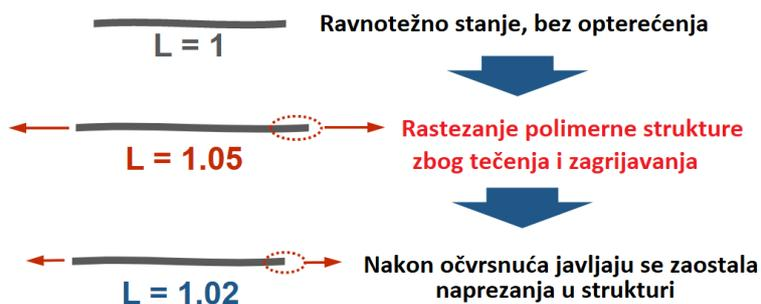 Ravnotežno stanje, bez opterećenja
L = 1
Rastezanje polimerne strukture
zbog tečenja i zagrijavanja
L = 1.05
Nakon očvrsnuća javljaju se zaostala
naprezanja u strukturi
L = 1.02